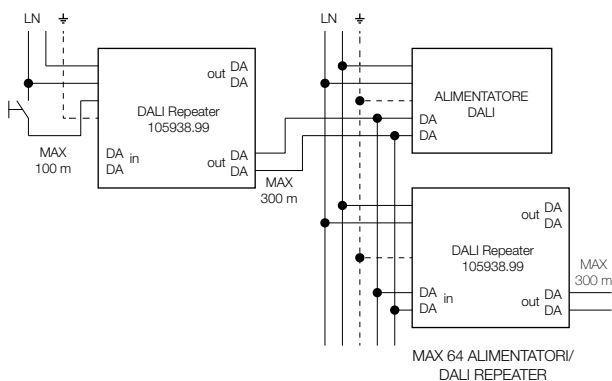 LN
LN
out DA
DA
DALI Repeater
105938.99
DA in
DA
out DA
DA
MAX
100 m
MAX
300 m
ALIMENTATORE
DALI
DA
DA
out DA
DA
DALI Repeater
105938.99
DA in
DA
out DA
DA
MAX
300 m
MAX 64 ALIMENTATORI/
DALI REPEATER